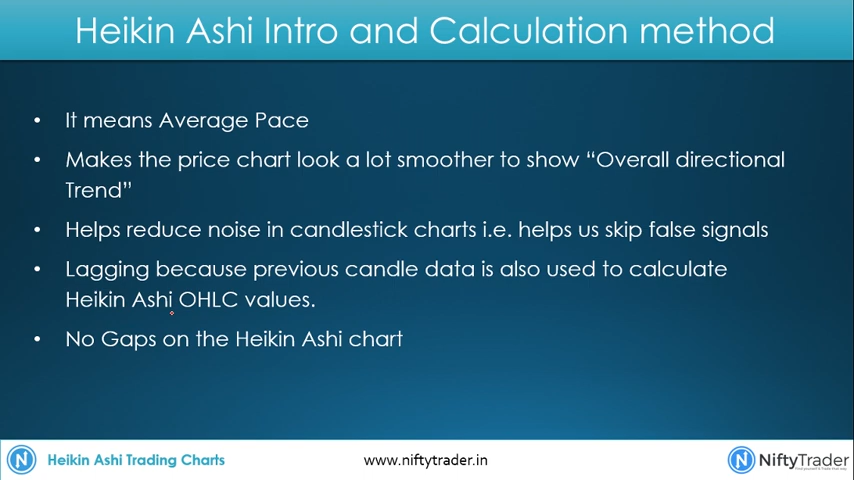 Heikin Ashi Intro and Calculation method
• It means Average Pace
• Makes the price chart look a lot smoother to show “Overall directional
Trend”
• Helps reduce noise in candlestick charts i.e. helps us skip false signals
• Lagging because previous candle data is also used to calculate
Heikin Ashi OHLC values.
• No Gaps on the Heikin Ashi chart
N Heikin Ashi Trading Charts
www.niftytrader.in
N NiftyTrader